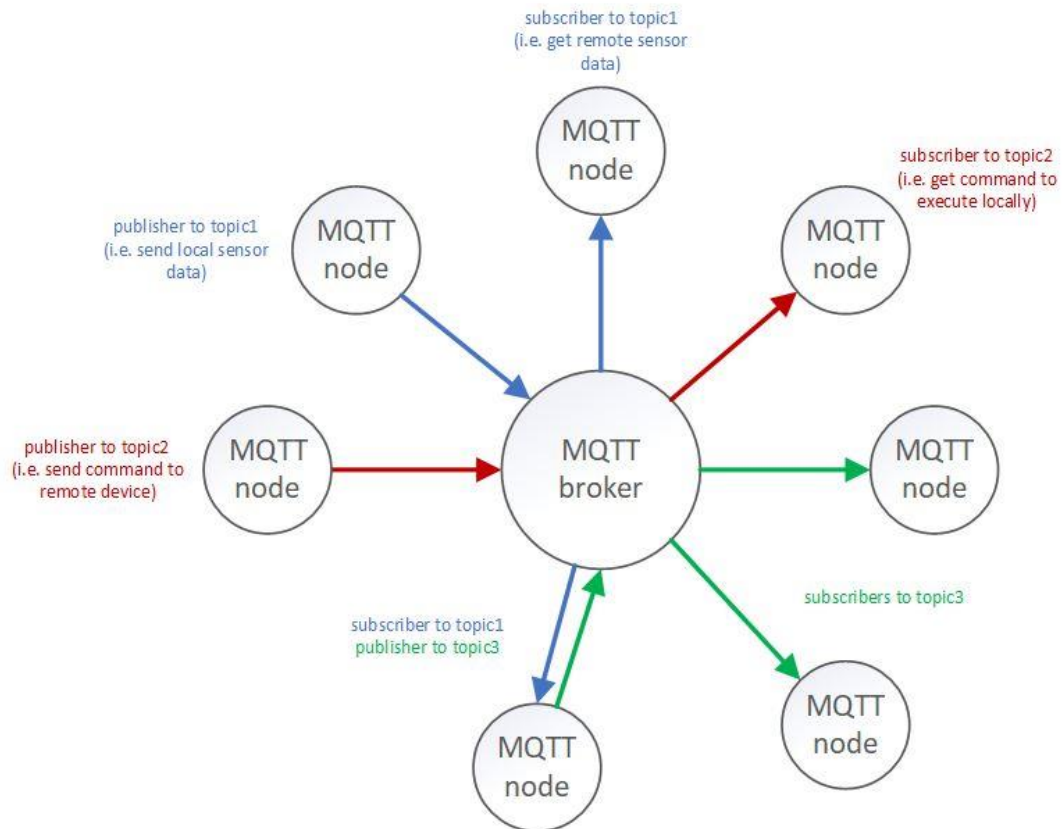 subscriber to topic1
(i.e. get remote sensor
data)
MQTT
node
subscriber to topic2
(i.e. get command to
execute locally)
publisher to topic1
(i.e. send local sensor
data)
MQTT
node
MQTT
node
publisher to topic2
(i.e. send command to
remote device)
MQTT
node
MQTT
broker
MQTT
node
subscriber to topic1
publisher to topic3
subscribers to topic3
MQTT
node
MQTT
node